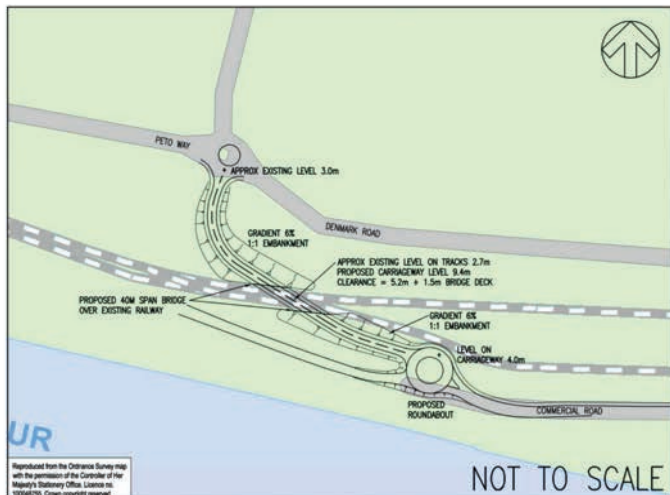 PETO WAY
APPROX EXISTING LEVEL 3.0m
DENMARK ROAD
GRADIENT 6%
1:1 EMBANKMENT
APPROX EXISTING LEVEL ON TRACKS 2.7m
PROPOSED CARRIAGEWAY LEVEL 9.4m
CLEARANCE = 5.2m + 1.5m BRIDGE DECK
PROPOSED 40M SPAN BRIDGE
OVER EXISTING RAILWAY
GRADIENT 6%
1:1 EMBANKMENT
LEVEL ON
CARRIAGEWAY 4.0m
PROPOSED
ROUNDABOUT
COMMERCIAL ROAD
UR
Reproduced from the Ordnance Survey map
with the permission of the Controller of Her
Majesty's Stationery Office. Licence no.
Crown copyright reserved
NOT TO SCALE